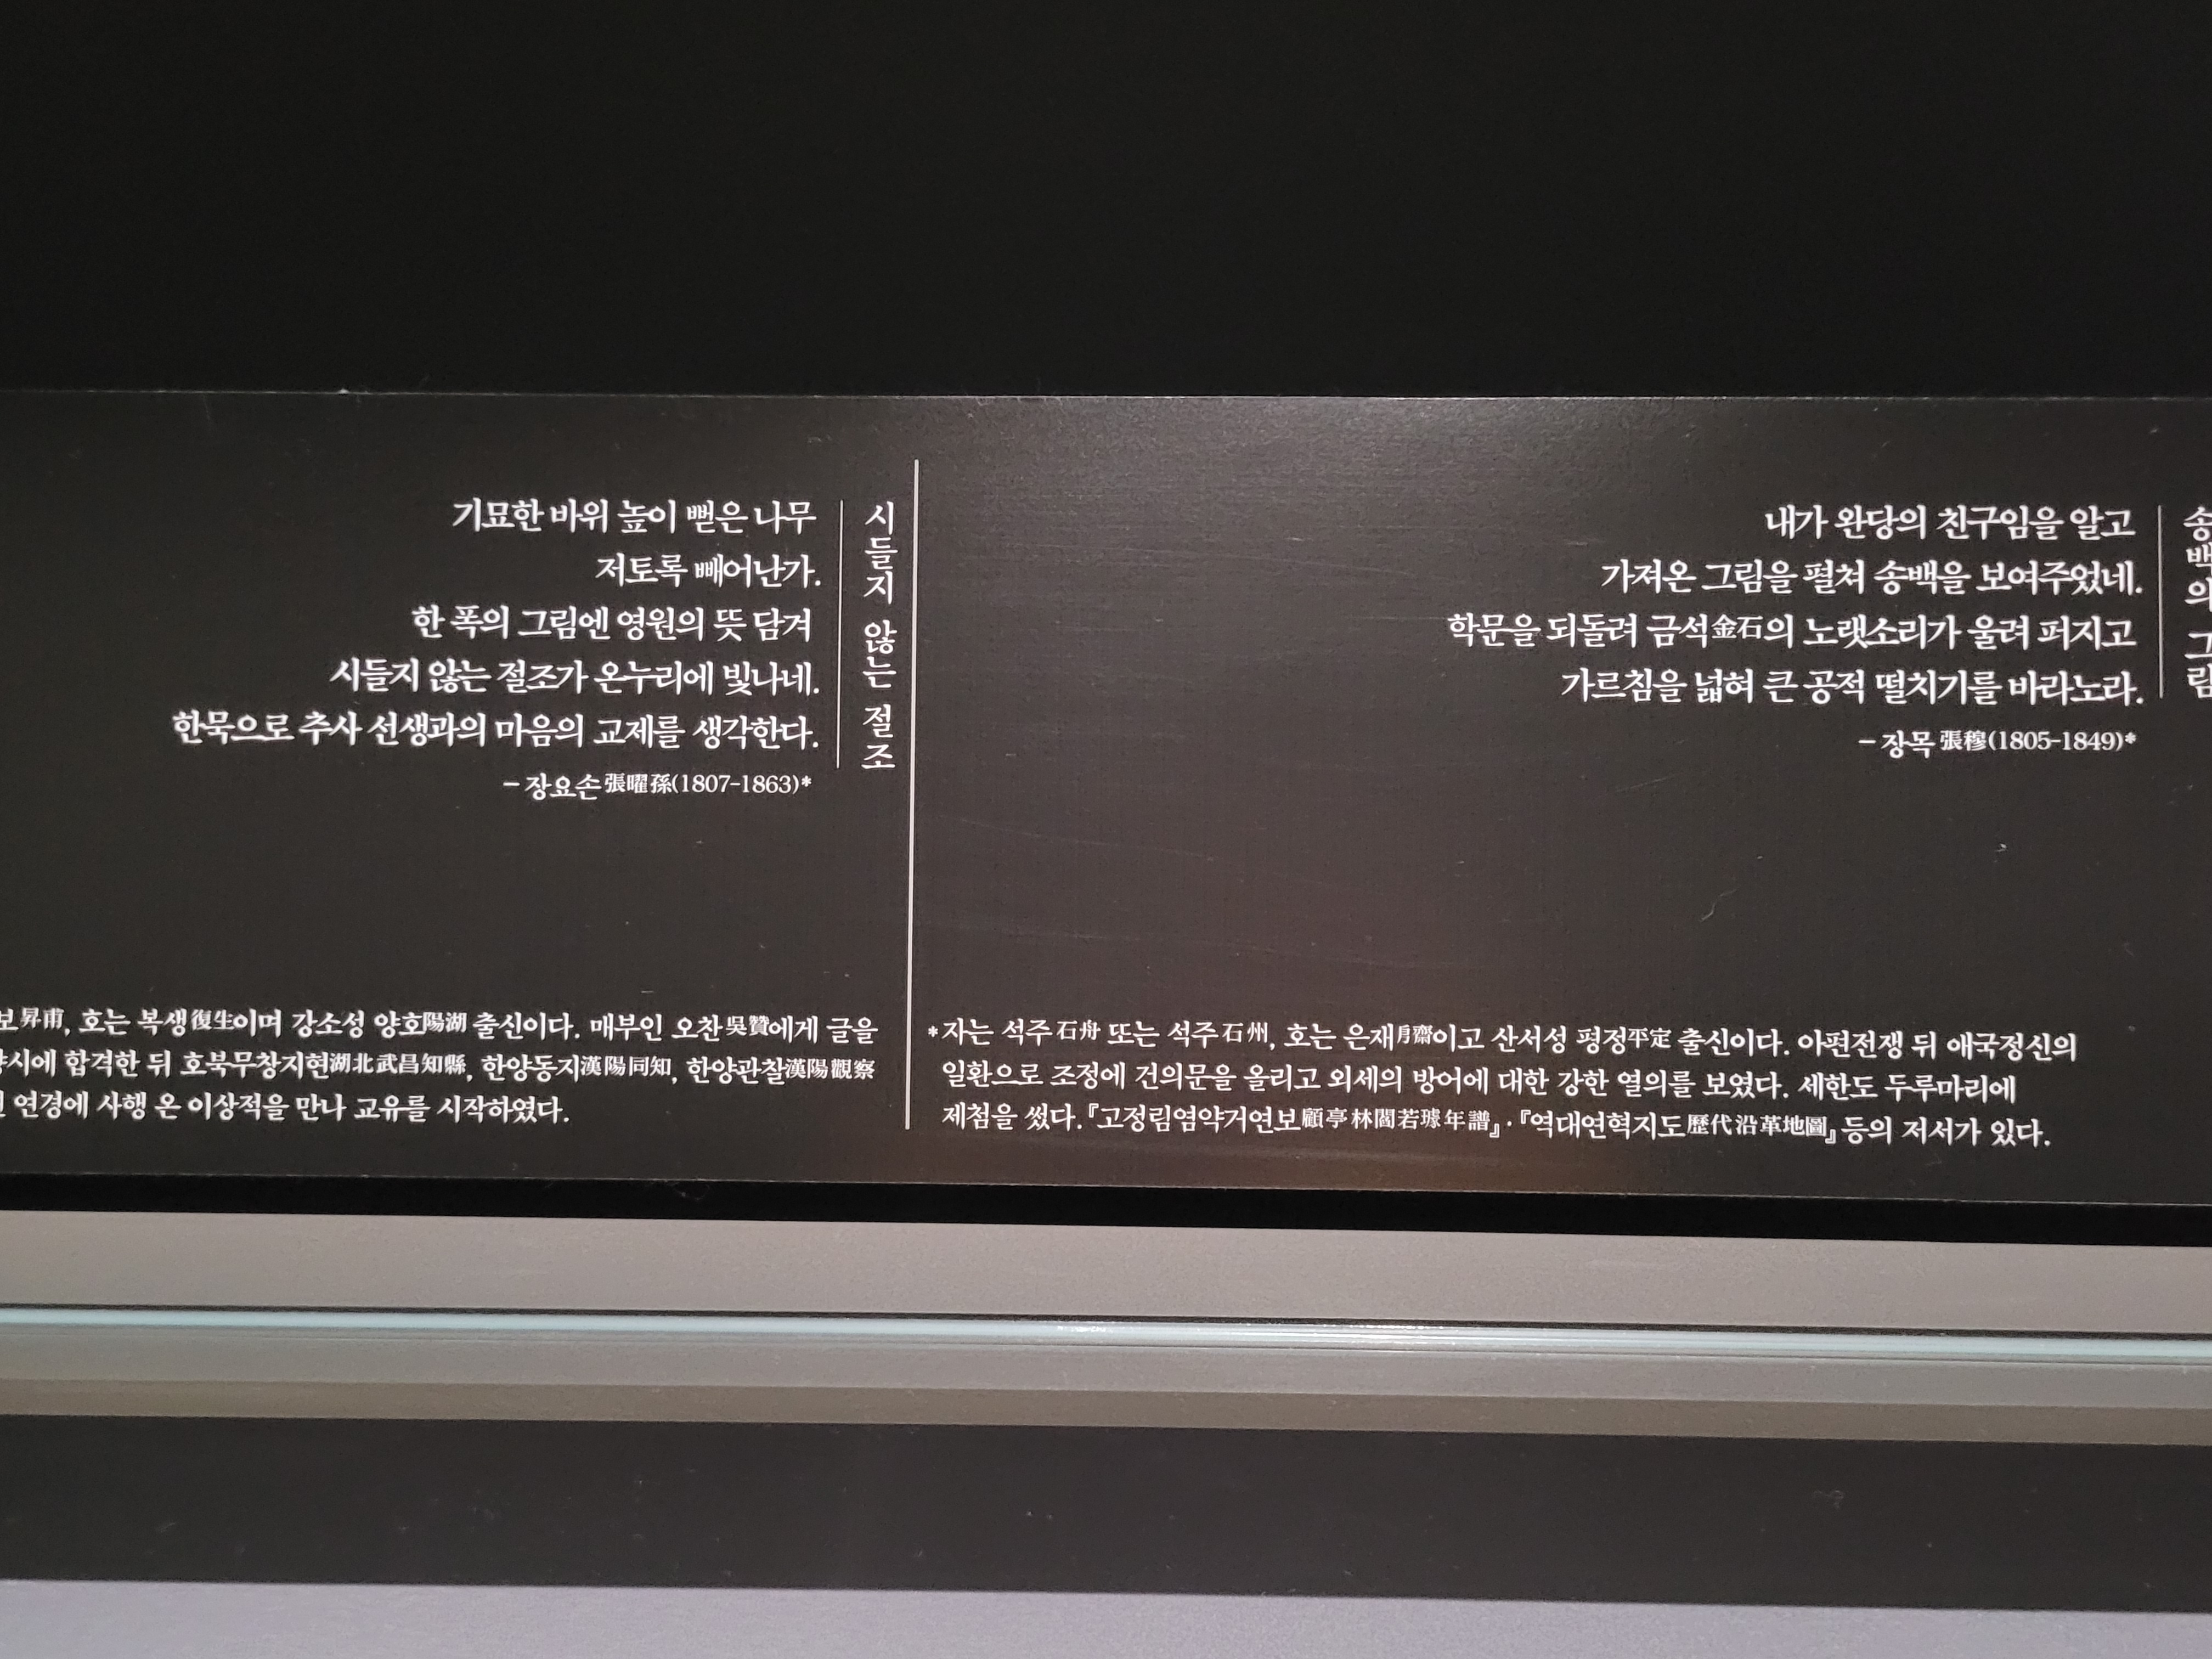 시들지 않는 절조
기묘한 바위 높이 뻗은 나무
저토록 빼어난가.
한 폭의 그림엔 영원의 뜻 담겨
시들지 않는 절조가 온누리에 빛나네.
한묵으로 추사 선생과의 마음의 교제를 생각한다.
– 장요손張曜孫(1807-1863)*
昇甫, 호는 복생復生이며 강소성 양호陽湖 출신이다. 매부인 오찬吳贊에게 글을
합격한 뒤 호북무창지현湖北武昌知縣, 한양동지漢陽同知, 한양관찰漢陽觀察
연경에 사행 온 이상적을 만나 교유를 시작하였다.
송백의 그림
내가 완당의 친구임을 알고
가져온 그림을 펼쳐 송백을 보여주었네.
학문을 되돌려 금석金石의 노랫소리가 울려 퍼지고
가르침을 넓혀 큰 공적 떨치기를 바라노라.
– 장목張穆(1805-1849)*
*자는 석주石舟 또는 석주石州, 호는 은재㐆齋이고 산서성 평정平定 출신이다. 아편전쟁 뒤 애국정신의
일환으로 조정에 건의문을 올리고 외세의 방어에 대한 강한 열의를 보였다. 세한도 두루마리에
제첨을 썼다.『고정림염약거연보顧亭林閻若璩年譜』·『역대연혁지도歷代沿革地圖』등의 저서가 있다.